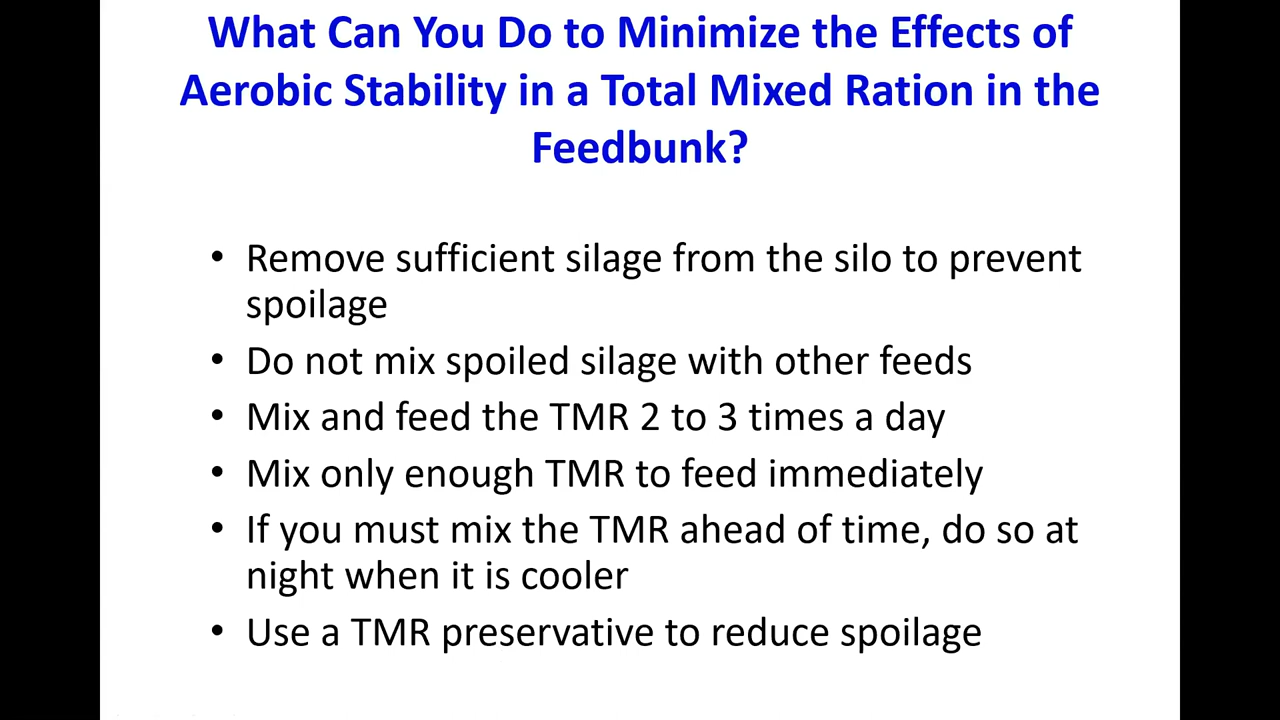 What Can You Do to Minimize the Effects of
Aerobic Stability in a Total Mixed Ration in the
Feedbunk?
• Remove sufficient silage from the silo to prevent
spoilage
• Do not mix spoiled silage with other feeds
• Mix and feed the TMR 2 to 3 times a day
• Mix only enough TMR to feed immediately
• If you must mix the TMR ahead of time, do so at
night when it is cooler
• Use a TMR preservative to reduce spoilage